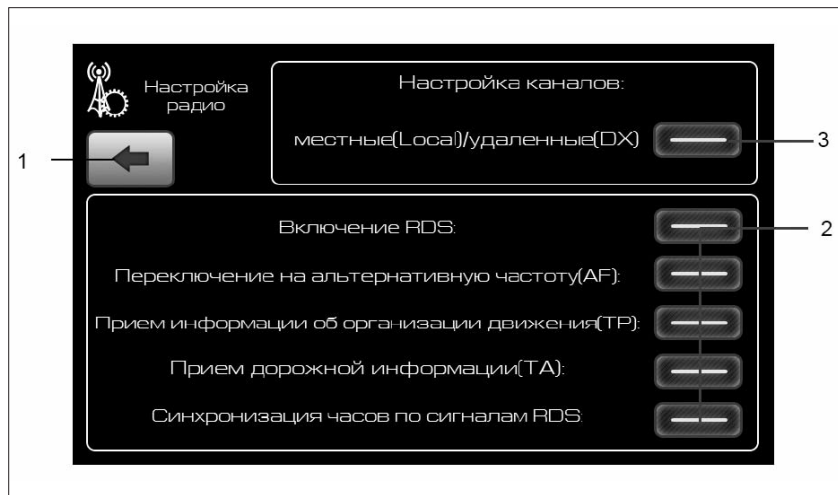 Настройка
радио
Настройка каналов:
местные(Local)/удаленные(DX)
1
3
Включение RDS:
2
Переключение на альтернативную частоту(AF):
Прием информации об организации движения(TP):
Прием дорожной информации(TA):
Синхронизация часов по сигналам RDS: